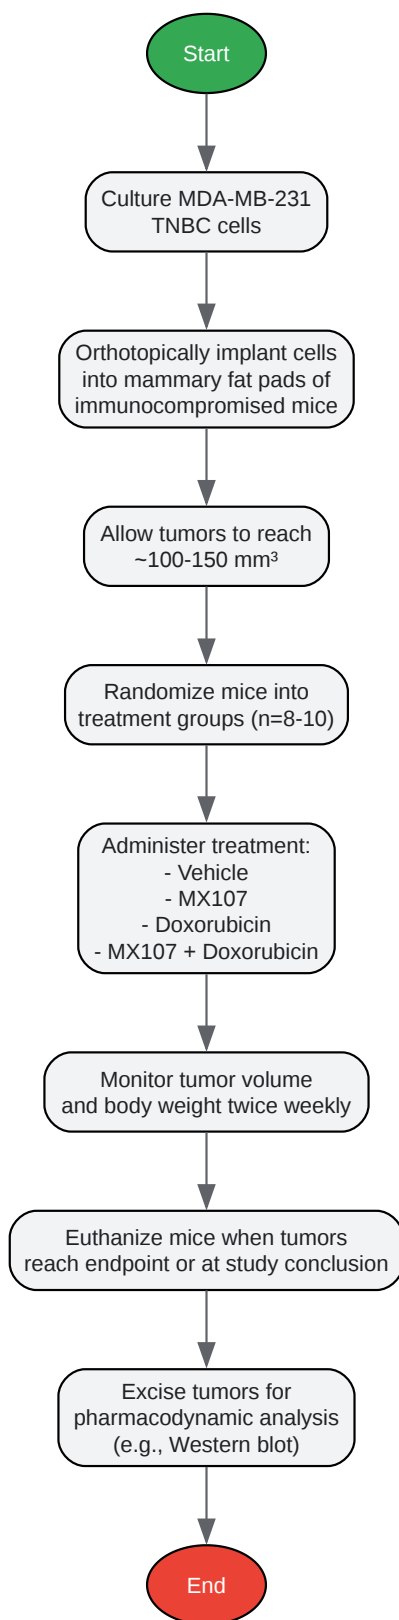 Start
Culture MDA-MB-231
TNBC cells
Orthotopically implant cells
into mammary fat pads of
immunocompromised mice
Allow tumors to reach
~100-150 mm³
Randomize mice into
treatment groups (n=8-10)
Administer treatment:
- Vehicle
- MX107
- Doxorubicin
- MX107 + Doxorubicin
Monitor tumor volume
and body weight twice weekly
Euthanize mice when tumors
reach endpoint or at study conclusion
Excise tumors for
pharmacodynamic analysis
(e.g., Western blot)
End